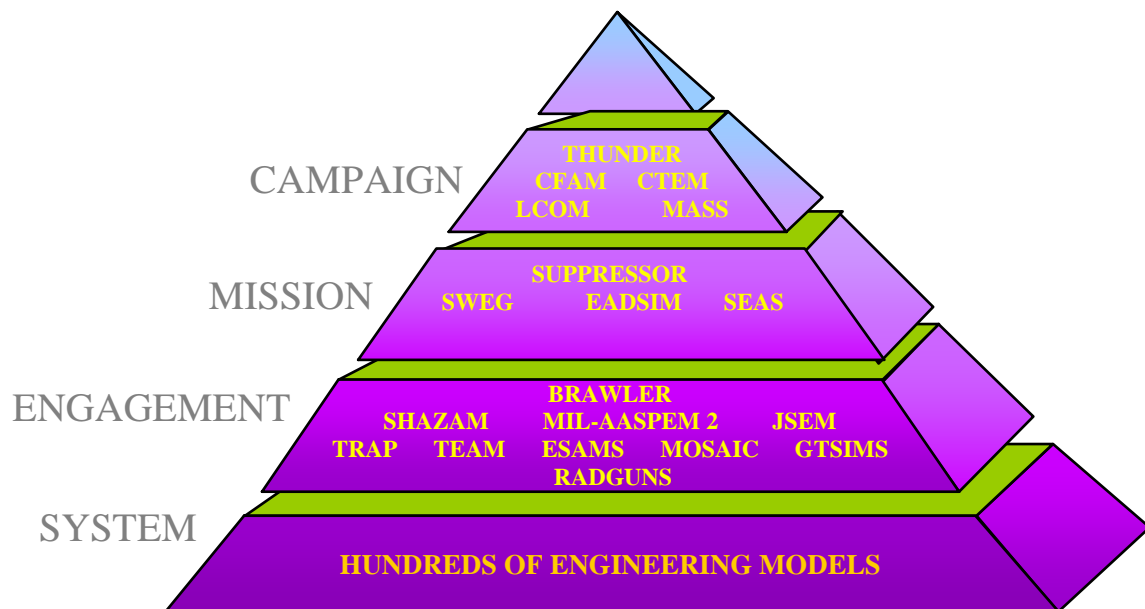 CAMPAIGN
THUNDER
CFAM CTEM
LCOM MASS
MISSION
SUPPRESSOR
SWEG EADSIM SEAS
ENGAGEMENT
BRAWLER
SHAZAM MIL-AASPEM 2 JSEM
TRAP TEAM ESAMS MOSAIC GTSIMS
RADGUNS
SYSTEM
HUNDREDS OF ENGINEERING MODELS